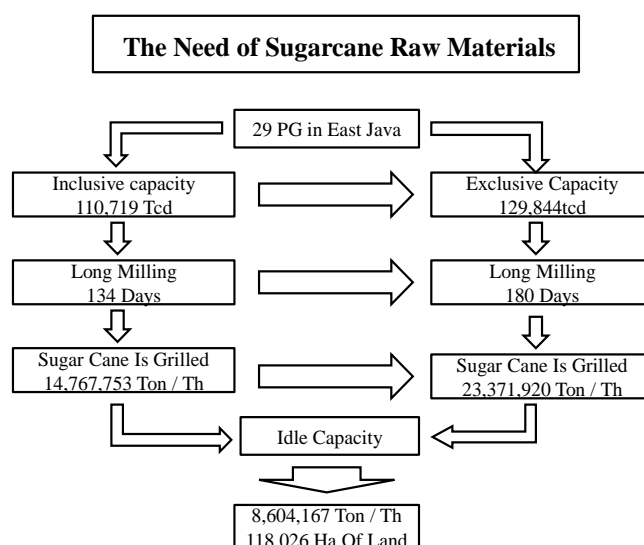 The Need of Sugarcane Raw Materials
29 PG in East Java
Inclusive capacity
110,719 Tcd
Exclusive Capacity
129,844tcd
Long Milling
134 Days
Long Milling
180 Days
Sugar Cane Is Grilled
14,767,753 Ton / Th
Sugar Cane Is Grilled
23,371,920 Ton / Th
Idle Capacity
8,604,167 Ton / Th
118,026 Ha Of Land